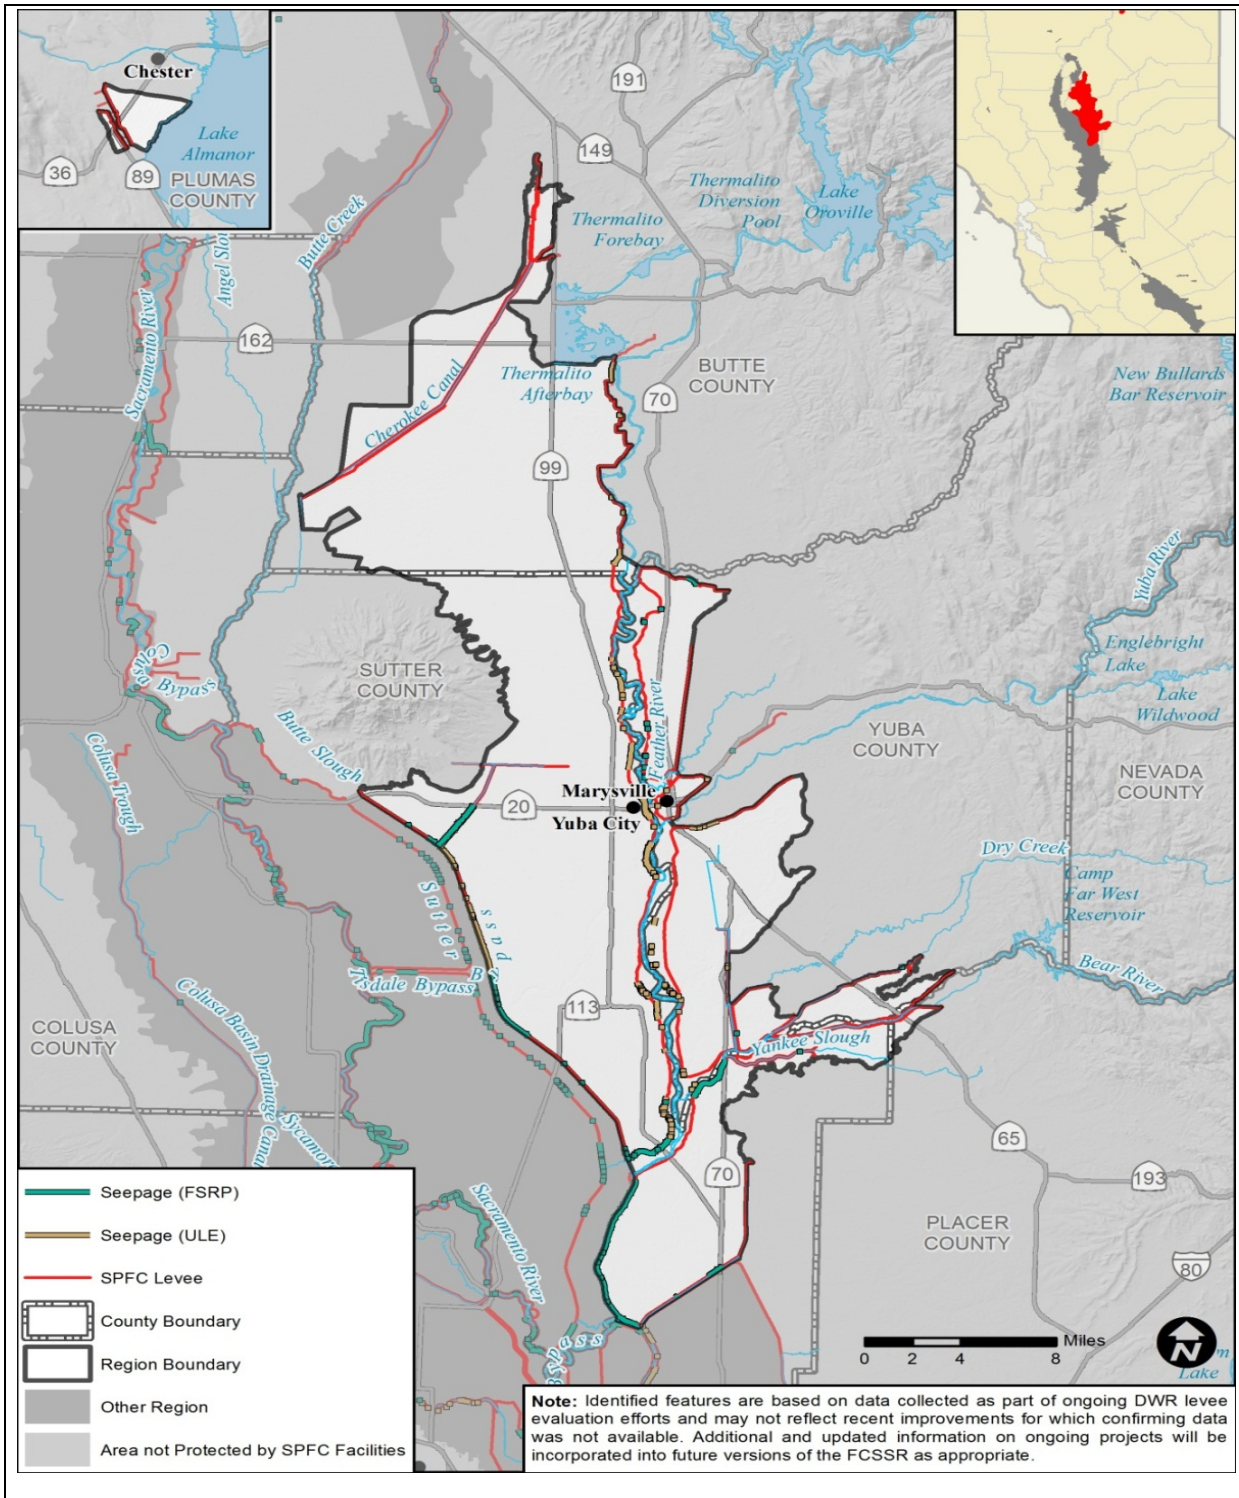 Chester
Lake
Almanor
36
89
PLUMAS
COUNTY
191
149
Thermalito
Diversion
Pool
Lake
Oroville
Thermalito
Forebay
Butte Creek
Sacramento River
162
Cherokee Canal
Thermalito
Afterbay
BUTTE
COUNTY
70
99
New Bullards
Bar Reservoir
Yuba River
Englebright
Lake
Lake
Wildwood
Colusa
Bypass
SUTTER
COUNTY
Butte Slough
Feather River
YUBA
COUNTY
NEVADA
COUNTY
Colusa Trough
20
Marysville
Yuba City
Dry Creek
Camp
Far West
Reservoir
Bear River
Sutter
Bypass
Tisdale Bypass
113
COLUSA
COUNTY
Colusa Basin Drainage Canal
Yankee Slough
65
193
70
PLACER
COUNTY
80
Sacramento River
Seepage (FSRP)
Seepage (ULE)
SPFC Levee
County Boundary
Region Boundary
Other Region
Area not Protected by SPFC Facilities
Miles
0 2 4 8
N
Lake
Note: Identified features are based on data collected as part of ongoing DWR levee
evaluation efforts and may not reflect recent improvements for which confirming data
was not available. Additional and updated information on ongoing projects will be
incorporated into future versions of the FCSSR as appropriate.